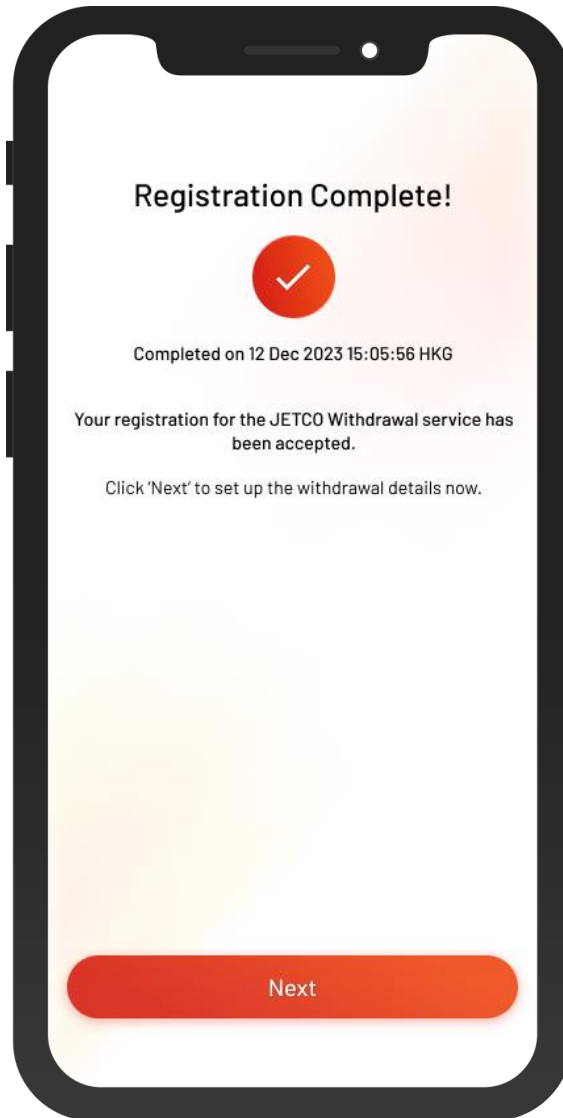 Registration Complete!
Completed on 12 Dec 2023 15:05:56 HKG
Your registration for the JETCO Withdrawal service has
been accepted.
Click ‘Next’ to set up the withdrawal details now.
Next